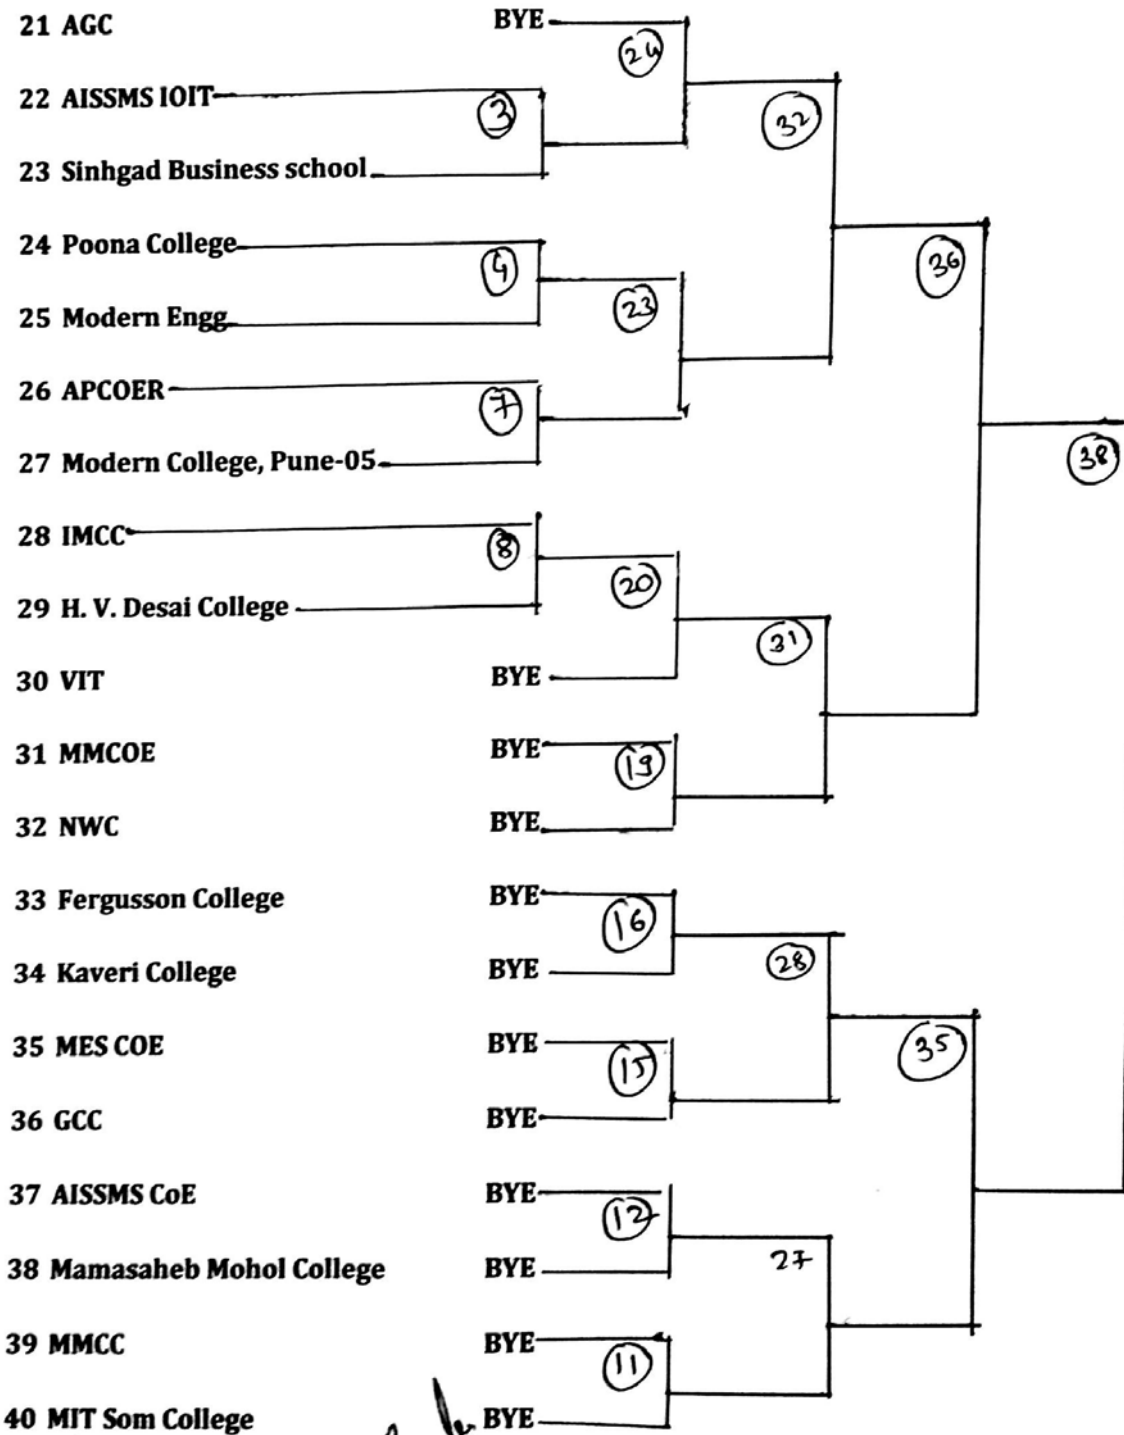 21 AGC BYE
24
22 AISSMS IOIT
3
32
23 Sinhgad Business school
24 Poona College
4
36
25 Modern Engg
23
26 APCOER
7
27 Modern College, Pune-05
38
28 IMCC
8
29 H. V. Desai College
20
31
30 VIT BYE
31 MMCOE BYE
19
32 NWC BYE
33 Fergusson College BYE
16
34 Kaveri College BYE
28
35 MES COE BYE
15
35
36 GCC BYE
37 AISSMS CoE BYE
12
38 Mamasaheb Mohol College BYE
27
39 MMCC BYE
11
40 MIT Som College BYE